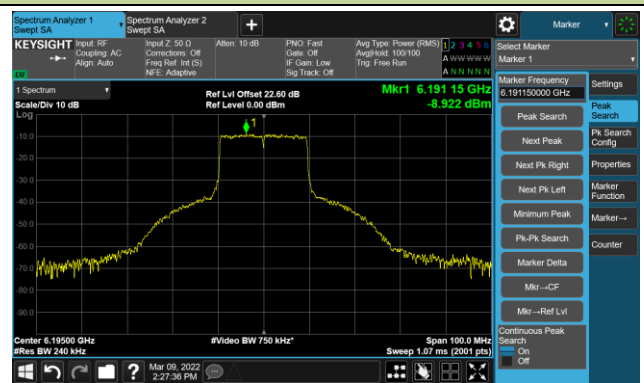 Spectrum Analyzer 1
Swept SA
Spectrum Analyzer 2
Swept SA
+
Marker
KEYSIGHT
Input: RF
Coupling: AC
Align: Auto
Input Z: 50 Ω
Corrections: Off
Freq Ref: Int (S)
NFE: Adaptive
Atten: 10 dB
PNO: Fast
Gate: Off
IF Gain: Low
Sig Track: Off
Avg Type: Power (RMS)
Avg|Hold: 100/100
Trig: Free Run
1 2 3 4 5 6
A W W W W W
A N N N N N
LXI
Select Marker
Marker 1
1 Spectrum
Scale/Div 10 dB
Log
Ref Lvl Offset 22.60 dB
Ref Level 0.00 dBm
Mkr1 6.191 15 GHz
-8.922 dBm
1
-10.0
-20.0
-30.0
-40.0
-50.0
-60.0
-70.0
-80.0
-90.0
Center 6.19500 GHz
#Res BW 240 kHz
#Video BW 750 kHz*
Span 100.0 MHz
Sweep 1.07 ms (2001 pts)
Marker Frequency
6.191150000 GHz
Peak Search
Next Peak
Next Pk Right
Next Pk Left
Minimum Peak
Pk-Pk Search
Marker Delta
Mkr→CF
Mkr→Ref Lvl
Continuous Peak
Search
On
Off
Settings
Peak
Search
Pk Search
Config
Properties
Marker
Function
Marker→
Counter
?
Mar 09, 2022
2:27:36 PM